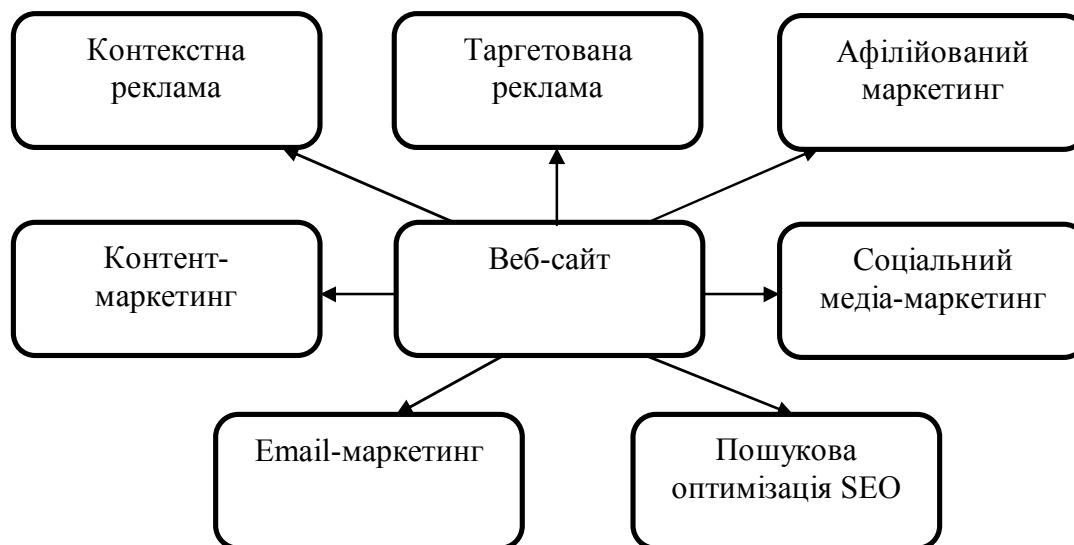 Контекстна
реклама
Таргетована
реклама
Афілійований
маркетинг
Контент-
маркетинг
Веб-сайт
Соціальний
медіа-маркетинг
Email-маркетинг
Пошукова
оптимізація SEO